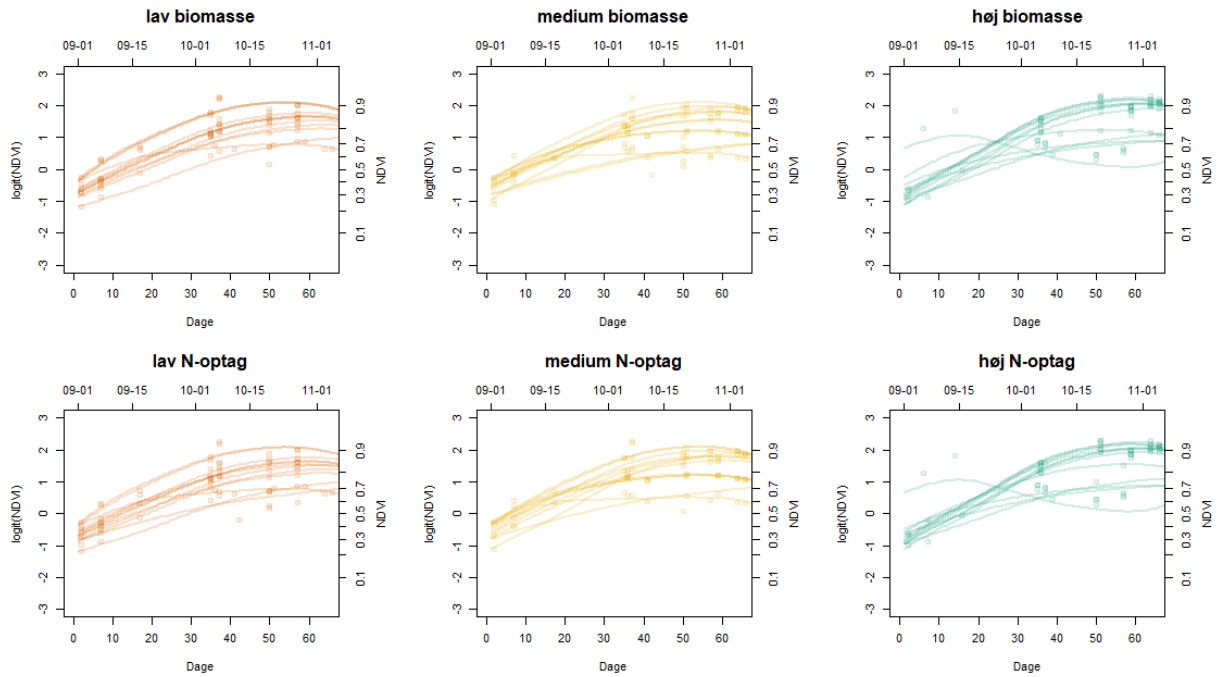 lav biomasse
09-01 09-15 10-01 10-15 11-01
logit(NDVI)
3
2
1
0
-1
-2
-3
0.9
0.7
0.5
0.3
0.1
NDVI
0 10 20 30 40 50 60
Dage
medium biomasse
09-01 09-15 10-01 10-15 11-01
logit(NDVI)
3
2
1
0
-1
-2
-3
0.9
0.7
0.5
0.3
0.1
NDVI
0 10 20 30 40 50 60
Dage
høj biomasse
09-01 09-15 10-01 10-15 11-01
logit(NDVI)
3
2
1
0
-1
-2
-3
0.9
0.7
0.5
0.3
0.1
NDVI
0 10 20 30 40 50 60
Dage
lav N-optag
09-01 09-15 10-01 10-15 11-01
logit(NDVI)
3
2
1
0
-1
-2
-3
0.9
0.7
0.5
0.3
0.1
NDVI
0 10 20 30 40 50 60
Dage
medium N-optag
09-01 09-15 10-01 10-15 11-01
logit(NDVI)
3
2
1
0
-1
-2
-3
0.9
0.7
0.5
0.3
0.1
NDVI
0 10 20 30 40 50 60
Dage
høj N-optag
09-01 09-15 10-01 10-15 11-01
logit(NDVI)
3
2
1
0
-1
-2
-3
0.9
0.7
0.5
0.3
0.1
NDVI
0 10 20 30 40 50 60
Dage